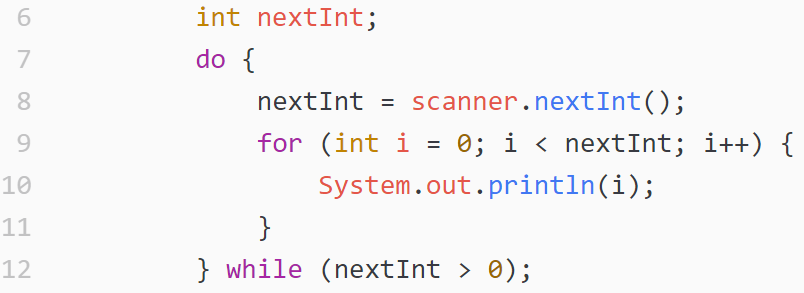 6 int nextInt;
7 do {
8 nextInt = scanner.nextInt();
9 for (int i = 0; i < nextInt; i++) {
10 System.out.println(i);
11 }
12 } while (nextInt > 0);